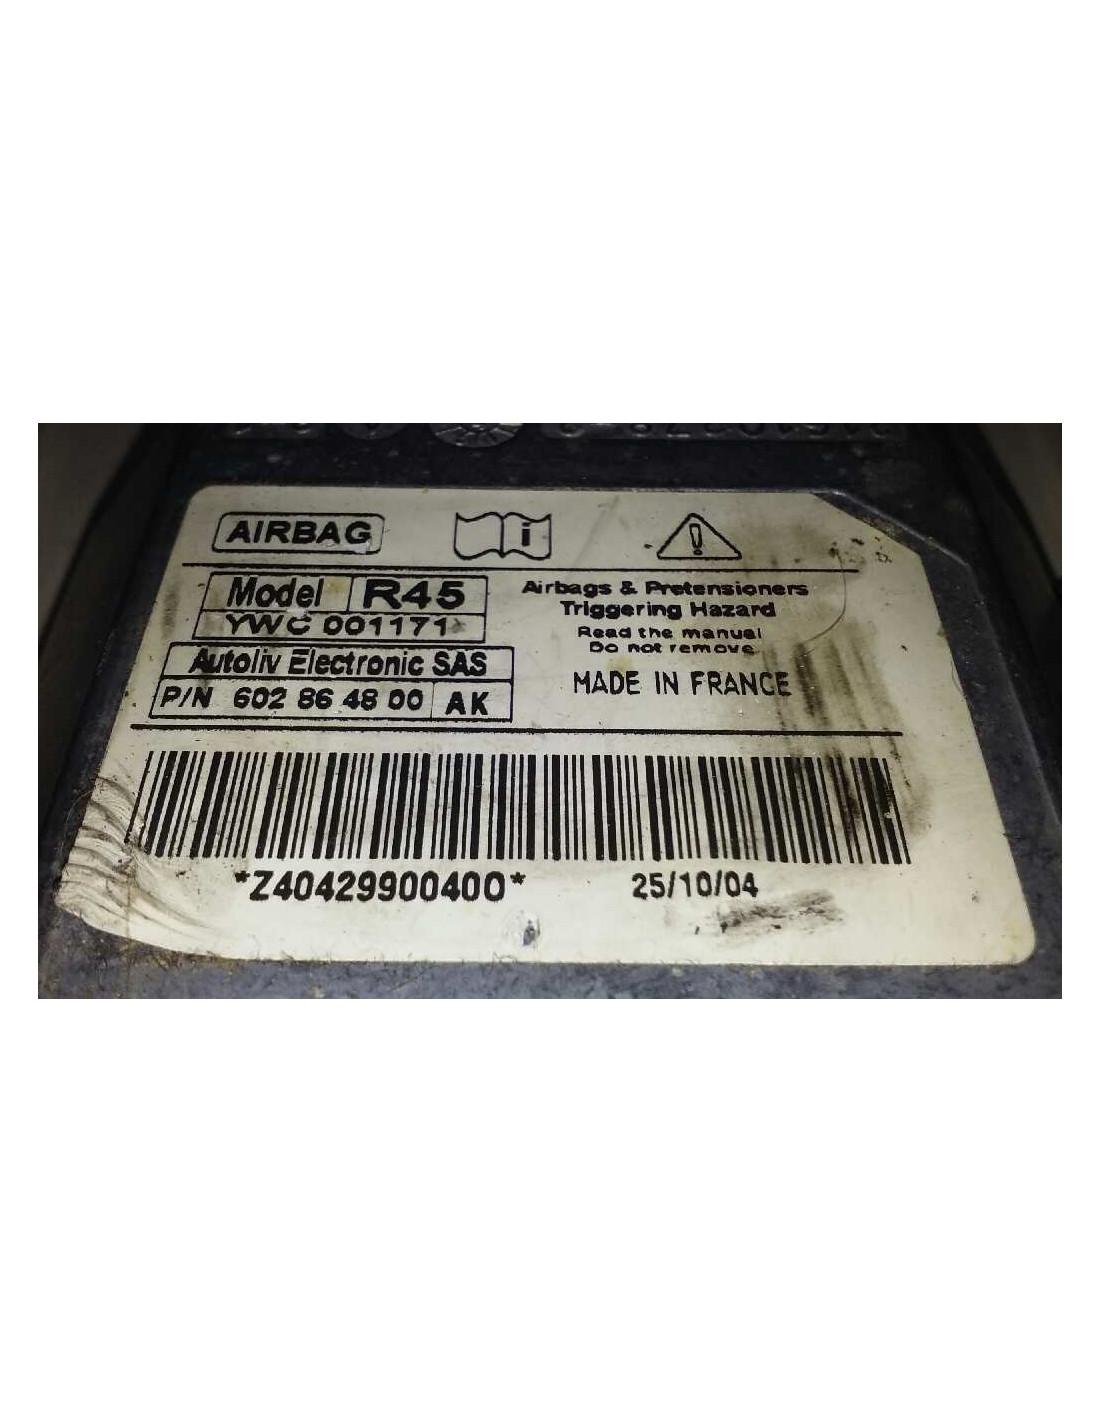 AIRBAG
Model R45
YWC 001171
Autoliv Electronic SAS
P/N 602 86 48 00 AK
Airbags & Pretensioners
Triggering Hazard
Read the manual
Do not remove
MADE IN FRANCE
*Z40429900400*
25/10/04